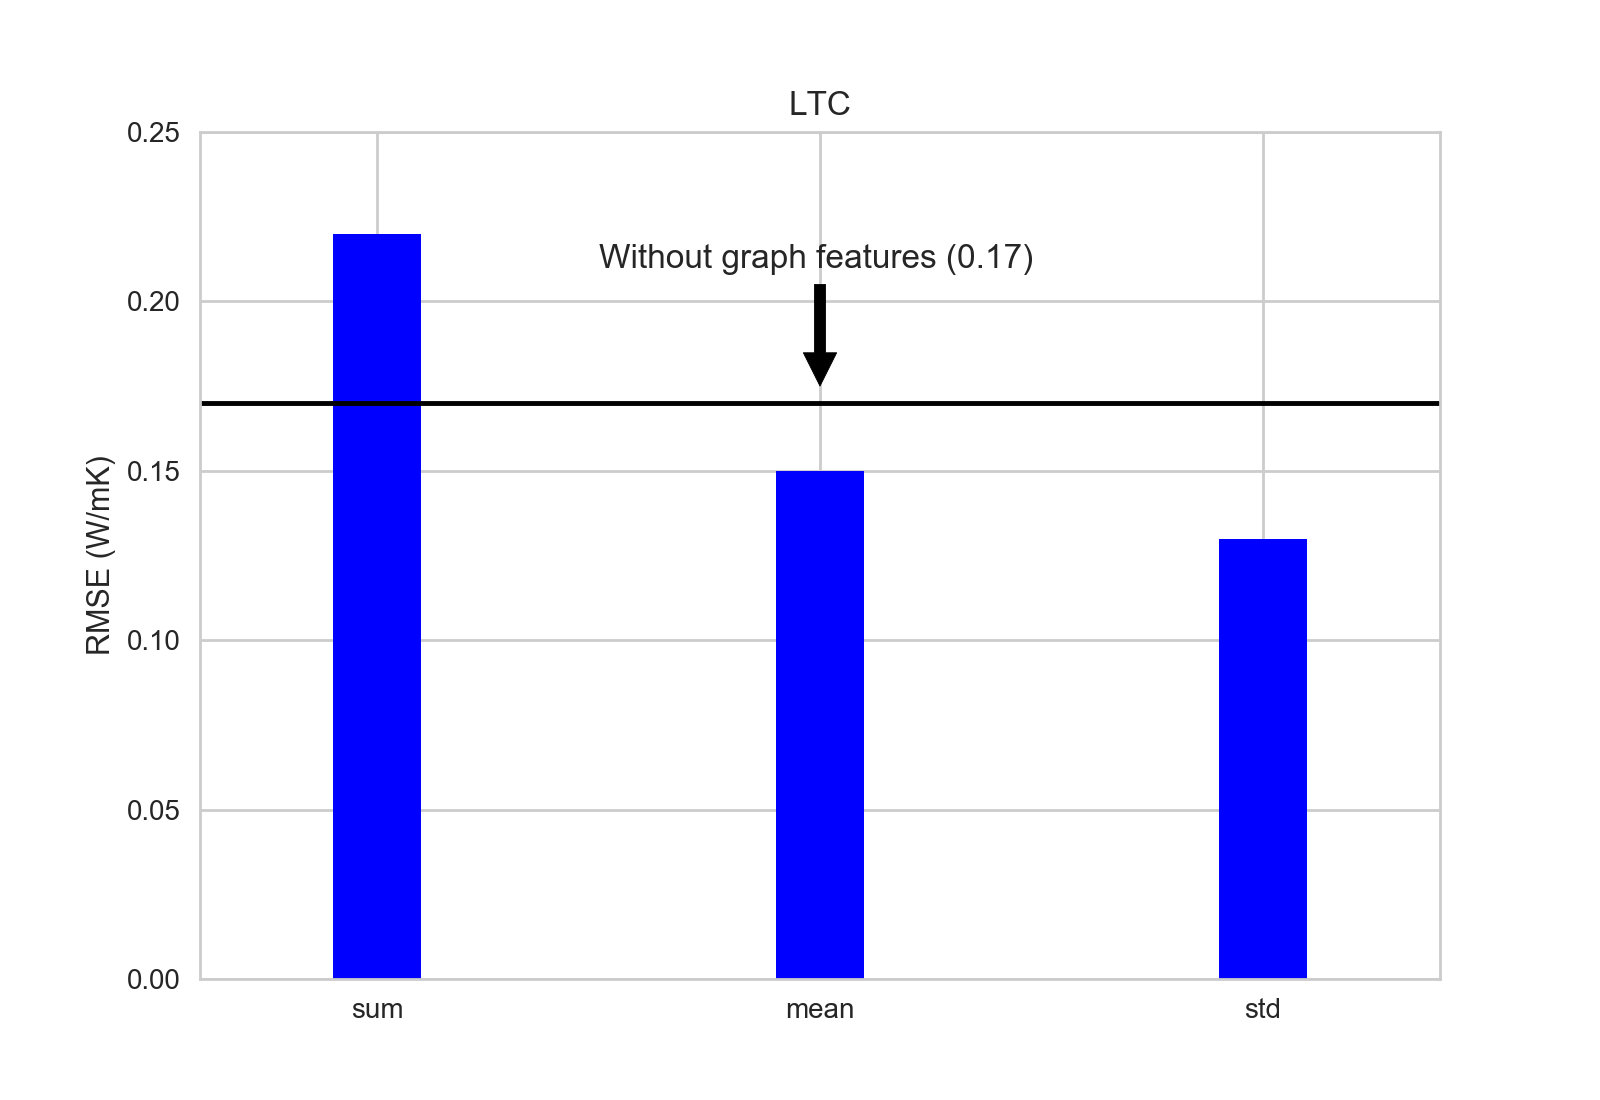 LTC
0.25
Without graph features (0.17)
0.20
0.15
RMSE (W/mK)
0.10
0.05
0.00
sum mean std